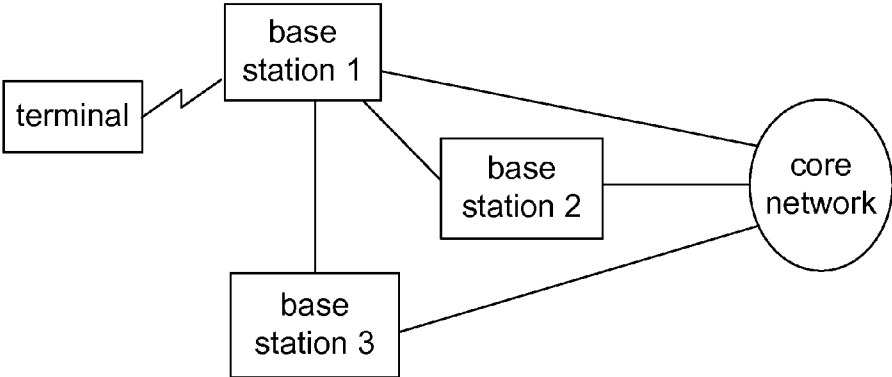 base
station 1
terminal
base
station 2
core
network
base
station 3